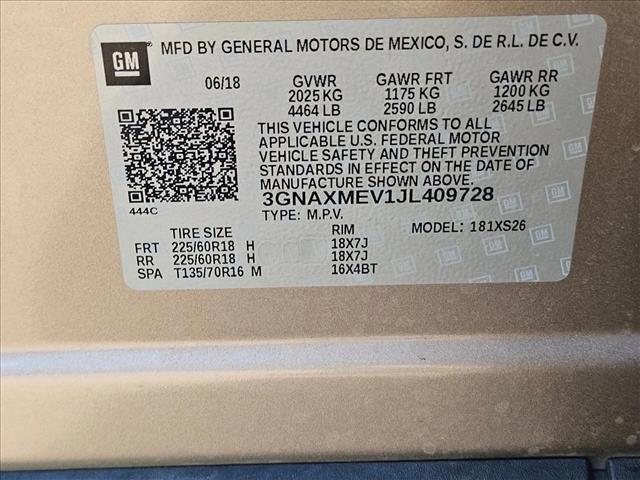 GM
MFD BY GENERAL MOTORS DE MEXICO, S. DE R.L. DE C.V.
06/18 GVWR GAWR FRT GAWR RR
2025 KG 1175 KG 1200 KG
4464 LB 2590 LB 2645 LB
THIS VEHICLE CONFORMS TO ALL
APPLICABLE U.S. FEDERAL MOTOR
VEHICLE SAFETY AND THEFT PREVENTION
STANDARDS IN EFFECT ON THE DATE OF
MANUFACTURE SHOWN ABOVE.
444C
3GNAXMEV1JL409728
TYPE: M.P.V.
MODEL: 181XS26
TIRE SIZE RIM
FRT 225/60R18 H 18X7J
RR 225/60R18 H 18X7J
SPA T135/70R16 M 16X4BT